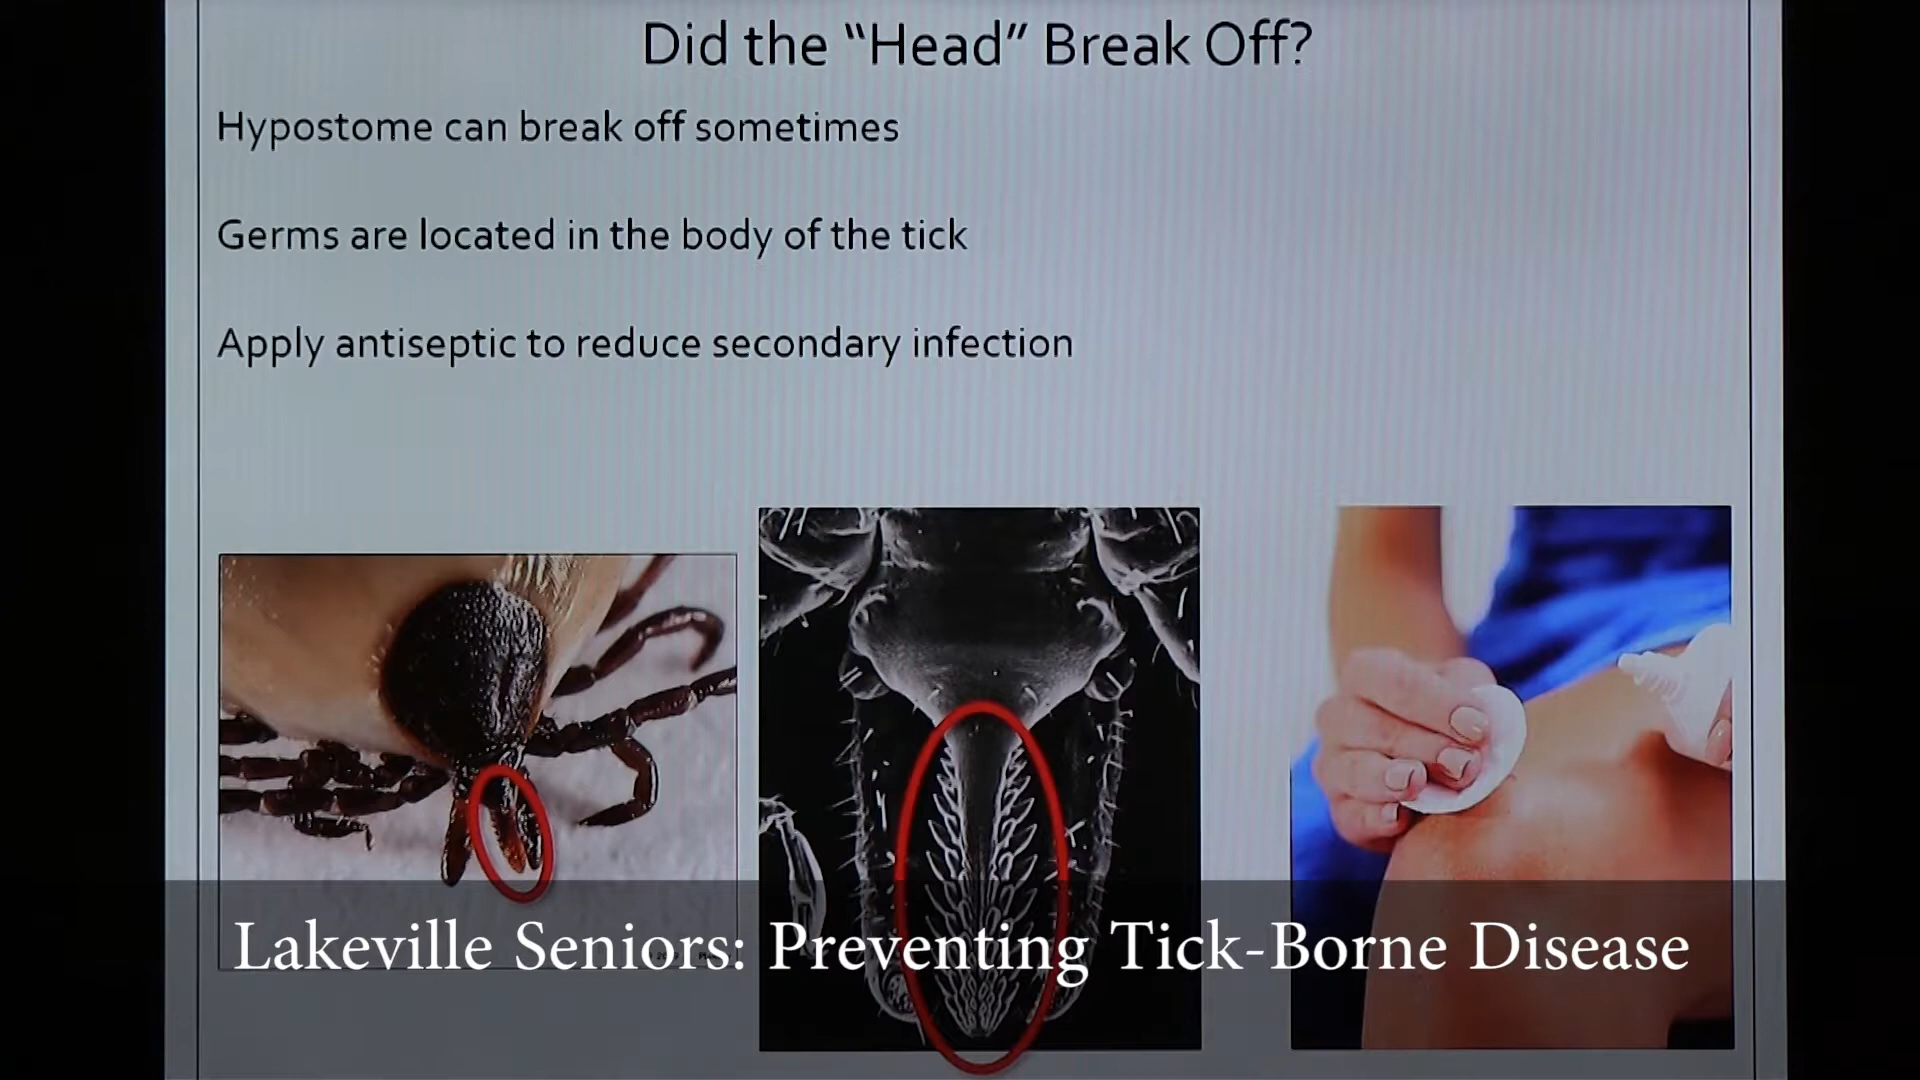 Did the “Head” Break Off?
Hypostome can break off sometimes
Germs are located in the body of the tick
Apply antiseptic to reduce secondary infection
Lakeville Seniors: Preventing Tick-Borne Disease